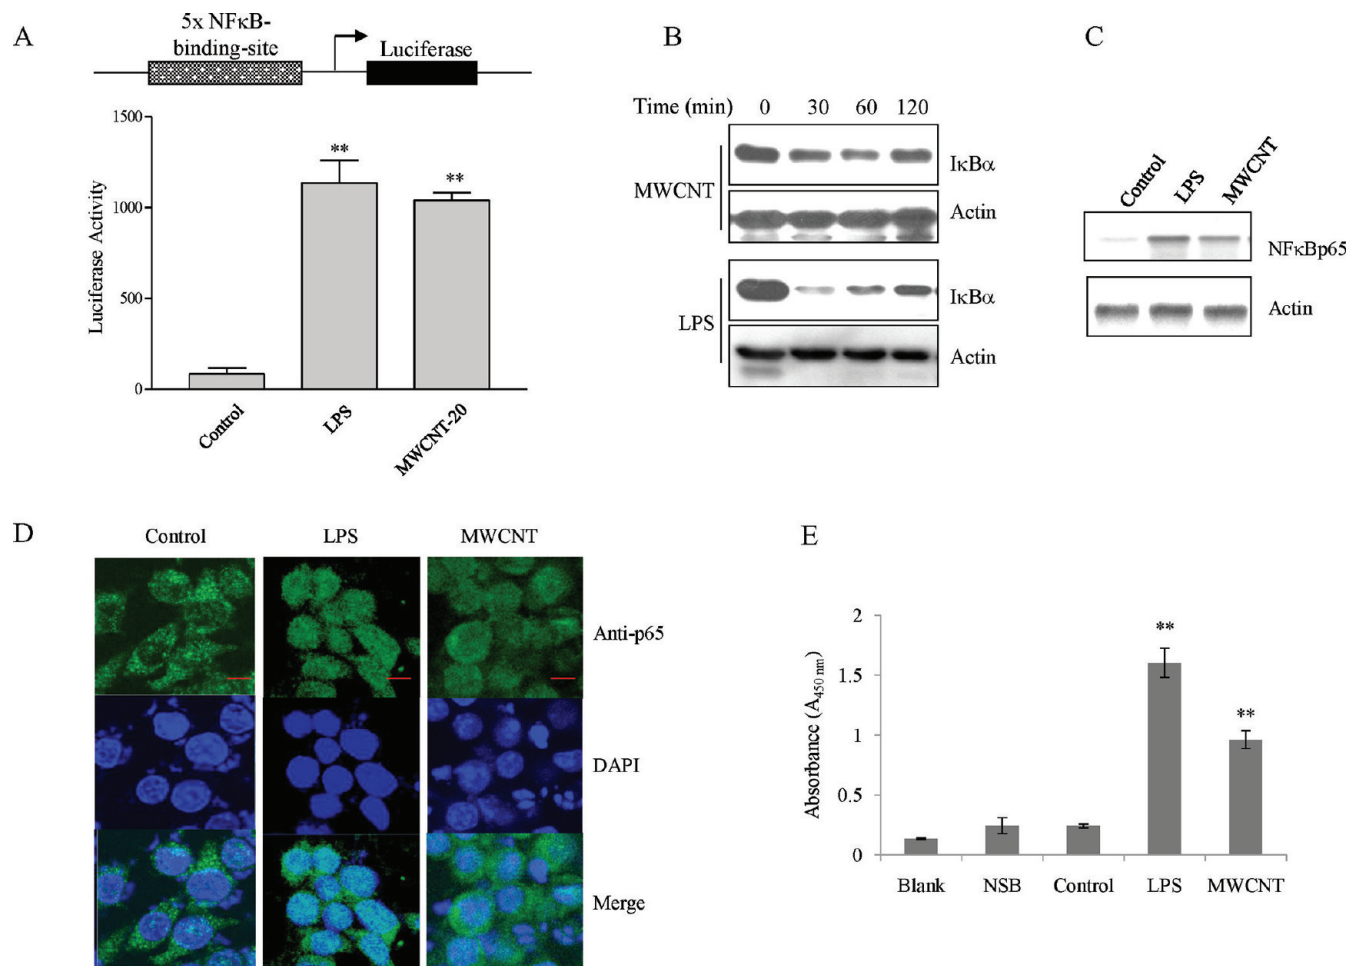 A
5x NFκB-
binding-site
Luciferase
1500
1000
500
0
Luciferase Activity
**
**
Control
LPS
MWCNT-20
B
Time (min) 0 30 60 120
MWCNT
IκBα
Actin
LPS
IκBα
Actin
C
Control
LPS
MWCNT
NFκBp65
Actin
D
Control LPS MWCNT
Anti-p65
DAPI
Merge
E
2
1.5
1
0.5
0
Absorbance (A450 nm)
**
**
Blank NSB Control LPS MWCNT